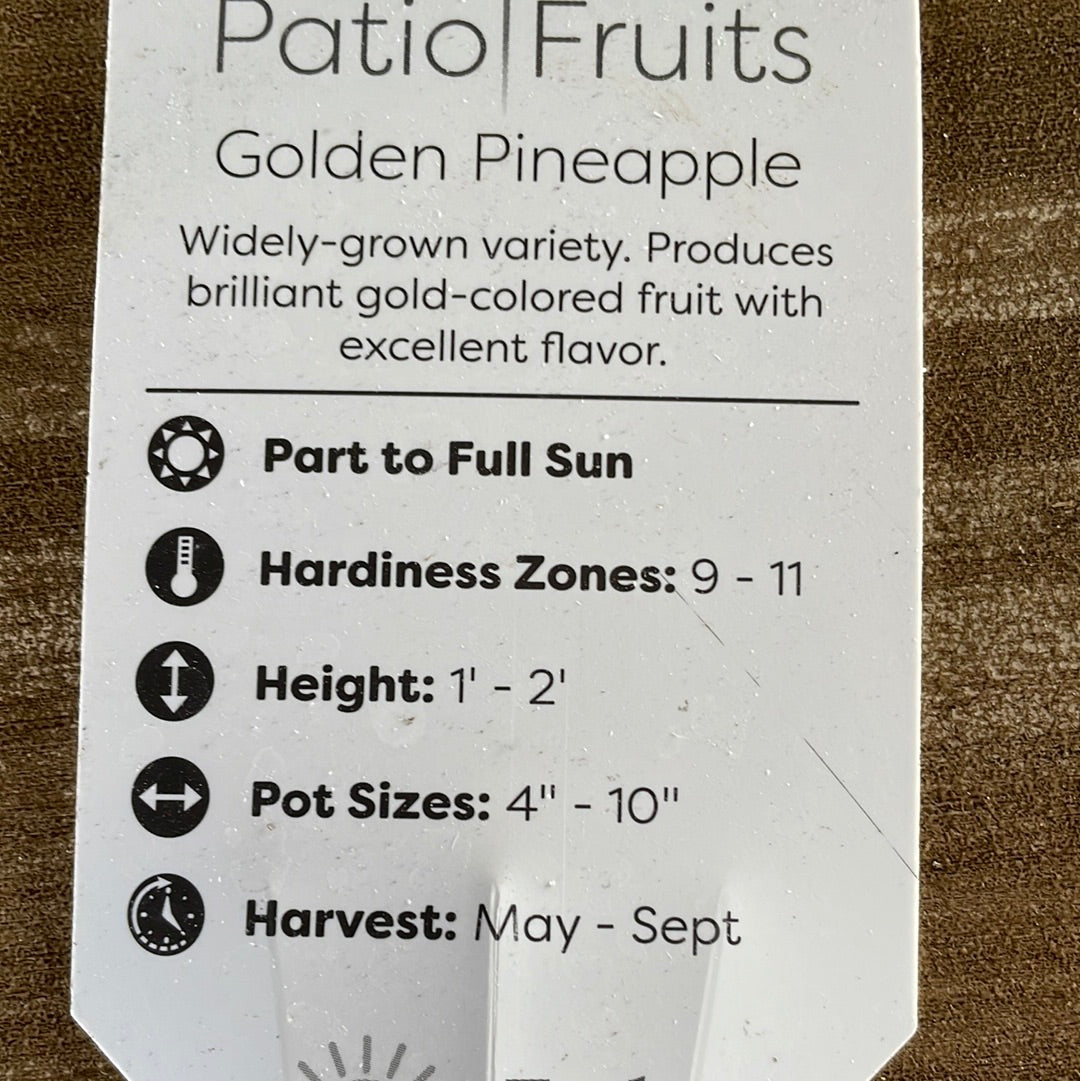 Patio|Fruits
Golden Pineapple
Widely-grown variety. Produces
brilliant gold-colored fruit with
excellent flavor.
Part to Full Sun
Hardiness Zones: 9 - 11
Height: 1' - 2'
Pot Sizes: 4" - 10"
Harvest: May - Sept